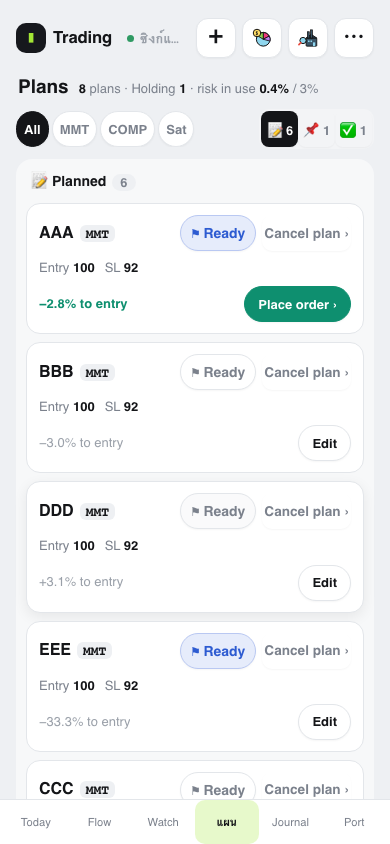 Trading ซิงก์แ...
Plans 8 plans · Holding 1 · risk in use 0.4% / 3%
All MMT COMP Sat 6 1 1
Planned 6
AAA MMT Ready Cancel plan ›
Entry 100 SL 92
−2.8% to entry Place order ›
BBB MMT Ready Cancel plan ›
Entry 100 SL 92
−3.0% to entry Edit
DDD MMT Ready Cancel plan ›
Entry 100 SL 92
+3.1% to entry Edit
EEE MMT Ready Cancel plan ›
Entry 100 SL 92
−33.3% to entry Edit
CCC MMT Ready Cancel plan ›
Today Flow Watch แผน Journal Port